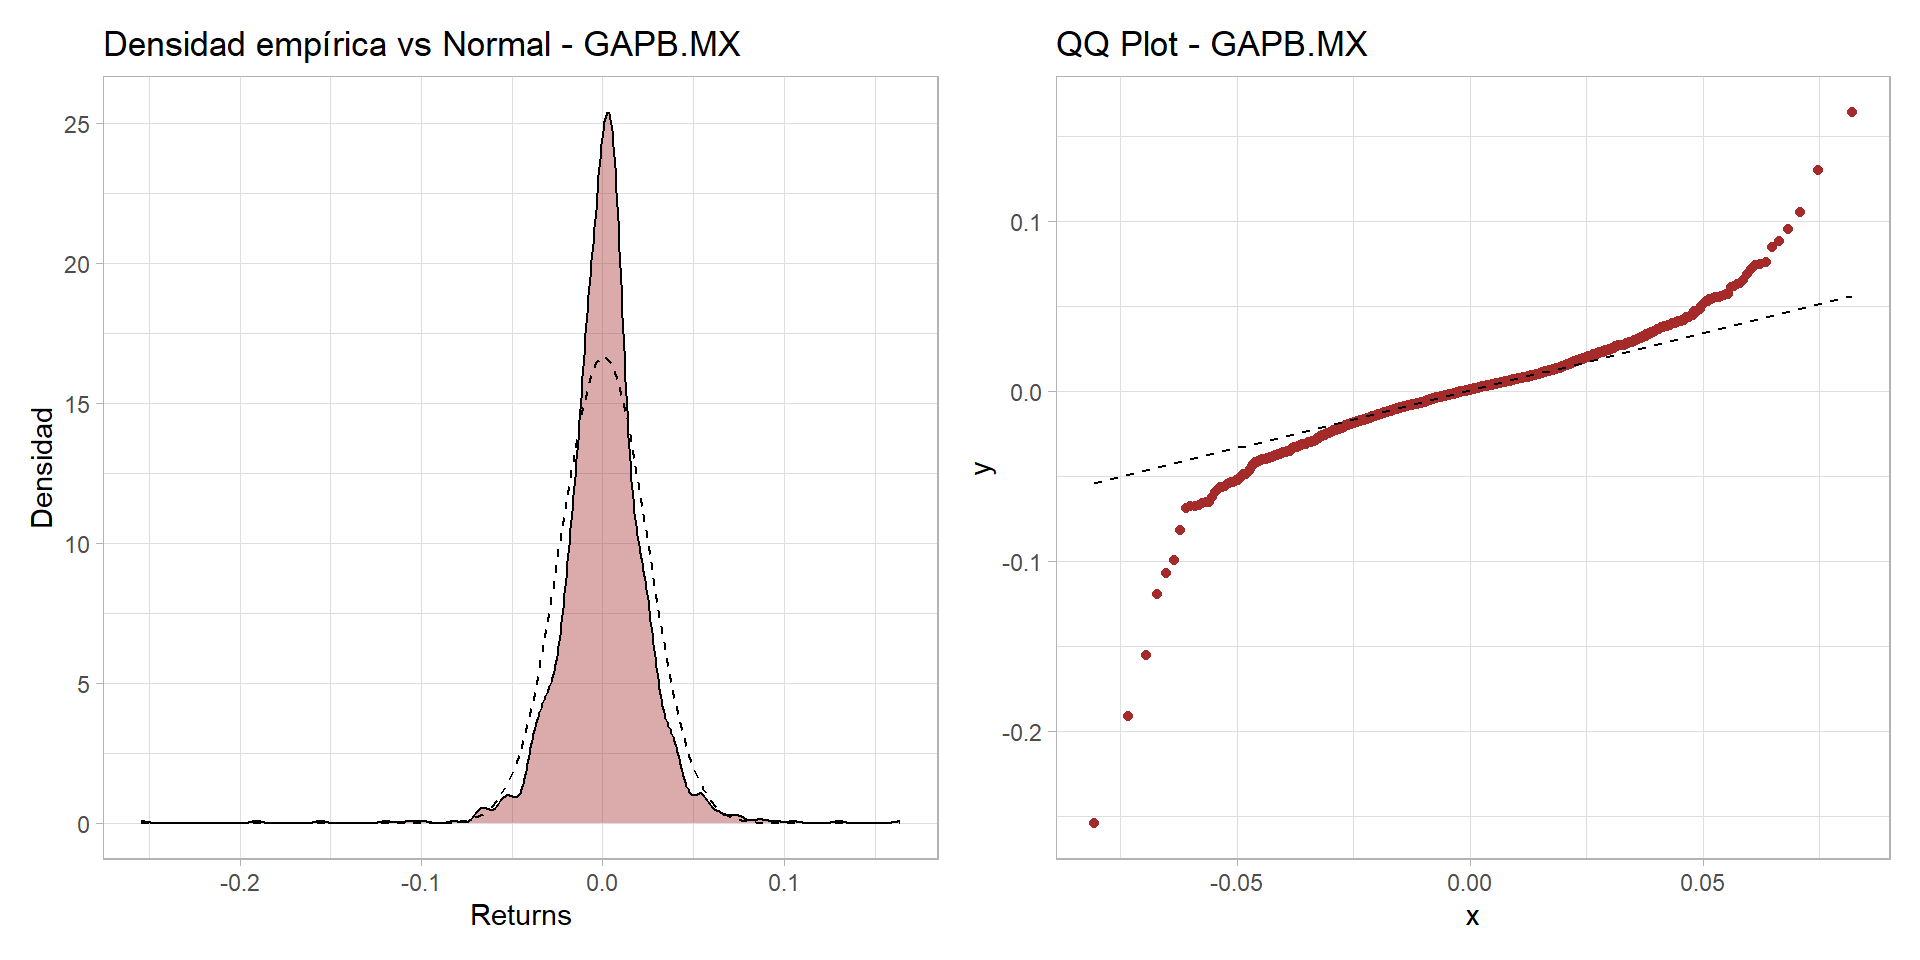 Densidad empírica vs Normal - GAPB.MX
25
20
15
10
5
0
Densidad
-0.2
-0.1
0.0
0.1
Returns
QQ Plot - GAPB.MX
0.1
0.0
-0.1
-0.2
y
-0.05
0.00
0.05
x